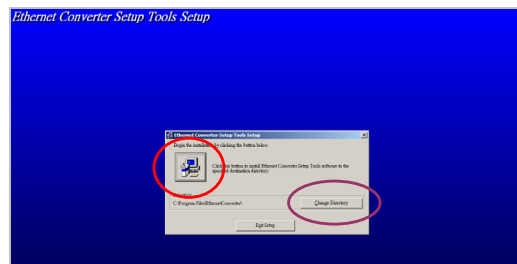 Ethernet Converter Setup Tools Setup
Ethernet Converter Setup Tools Setup
Begin the installation by clicking the button below.
Click this button to install Ethernet Converter Setup Tools software to the
specified destination directory.
C:\Program Files\EthernetConverter\
Change Directory
Exit Setup